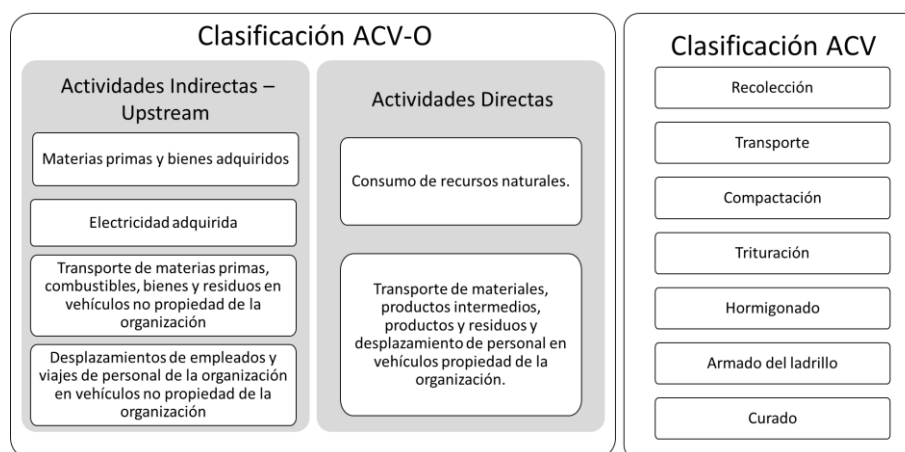 Clasificación ACV-O
Actividades Indirectas –
Upstream
Materias primas y bienes adquiridos
Electricidad adquirida
Transporte de materias primas,
combustibles, bienes y residuos en
vehículos no propiedad de la
organización
Desplazamientos de empleados y
viajes de personal de la organización
en vehículos no propiedad de la
organización
Actividades Directas
Consumo de recursos naturales.
Transporte de materiales,
productos intermedios,
productos y residuos y
desplazamiento de personal en
vehículos propiedad de la
organización.
Clasificación ACV
Recolección
Transporte
Compactación
Trituración
Hormigonado
Armado del ladrillo
Curado